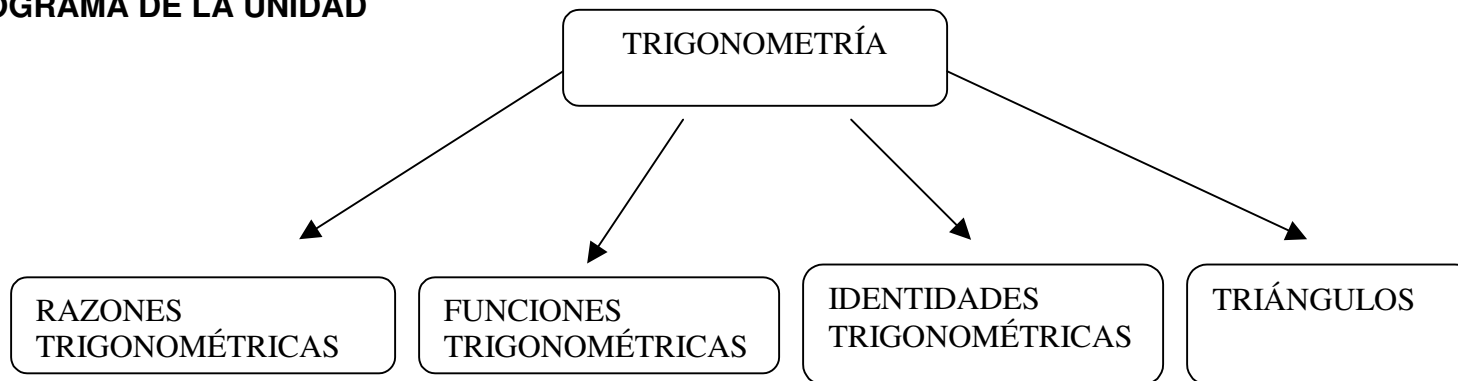 OGRAMA DE LA UNIDAD
TRIGONOMETRÍA
RAZONES
TRIGONOMÉTRICAS
FUNCIONES
TRIGONOMÉTRICAS
IDENTIDADES
TRIGONOMÉTRICAS
TRIÁNGULOS